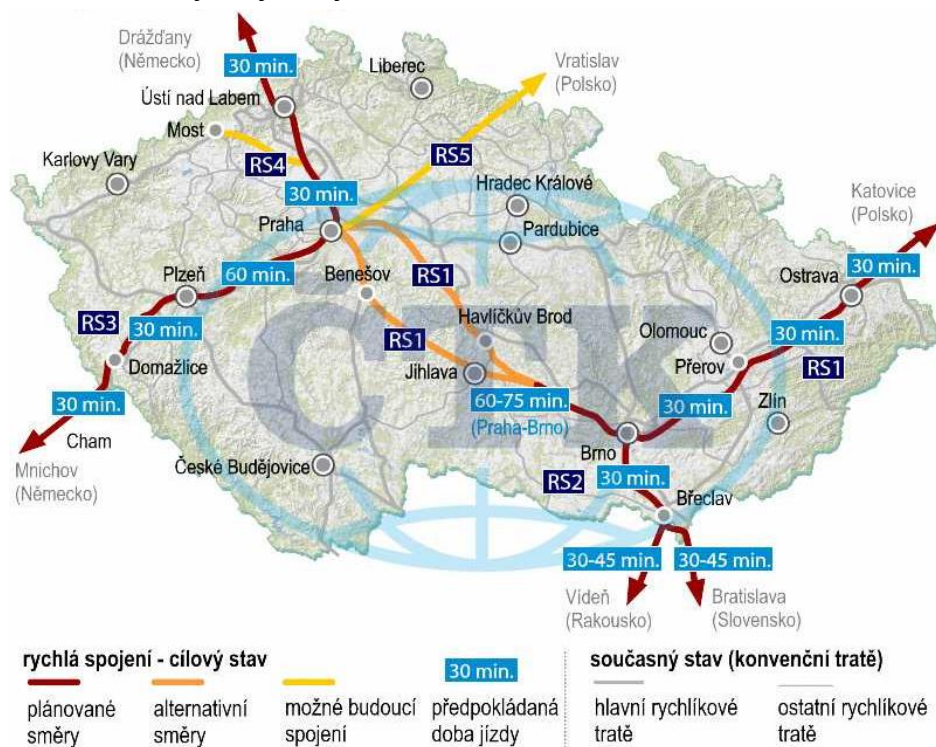 Drážďany
(Německo)
30 min.
Liberec
Vratislav
(Polsko)
Ústí nad Labem
Most
RS4
RS5
Karlovy Vary
30 min.
Hradec Králové
Katovice
(Polsko)
Praha
Pardubice
Plzeň
60 min.
Benešov
RS1
Ostrava
30 min.
RS3
30 min.
Havlíčkův Brod
Olomouc
30 min.
Domažlice
RS1
Jihlava
Přerov
RS1
30 min.
60-75 min.
(Praha-Brno)
30 min.
Zlín
Cham
Mnichov
(Německo)
České Budějovice
Brno
RS2
30 min.
Břeclav
30-45 min.
30-45 min.
Vídeň
(Rakousko)
Bratislava
(Slovensko)
ČTK
rychlá spojení - cílový stav
30 min.
současný stav (konvenční tratě)
plánované
směry
alternativní
směry
možné budoucí
spojení
předpokládaná
doba jízdy
hlavní rychlíkové
tratě
ostatní rychlíkové
tratě